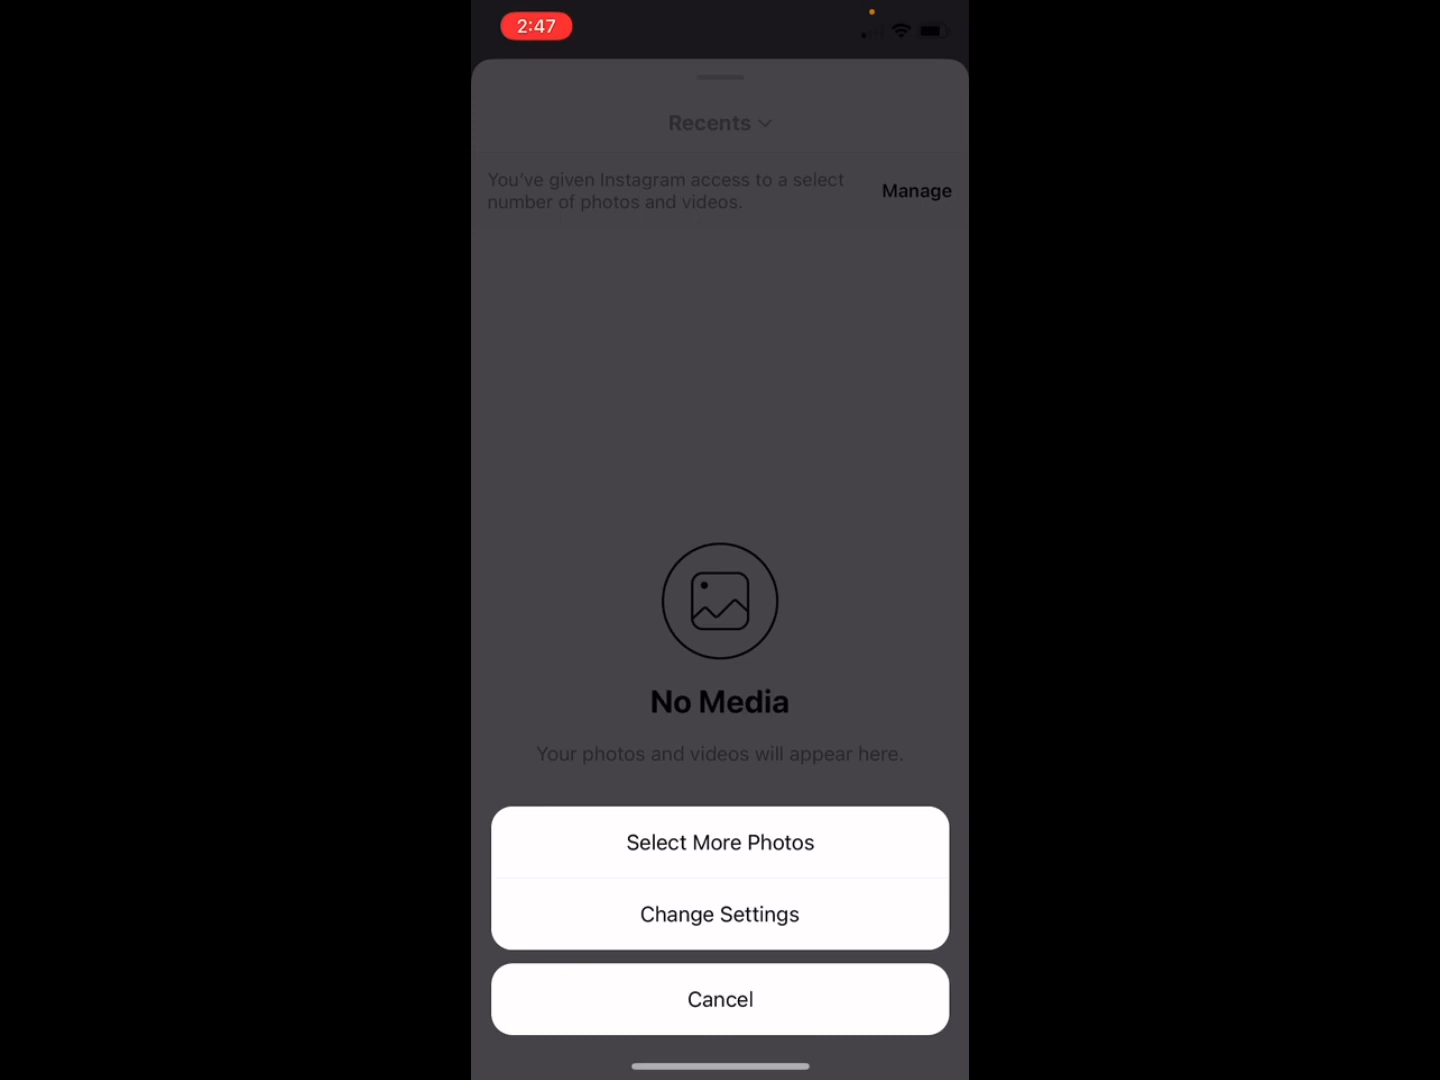 2:47
Recents
You've given Instagram access to a select
number of photos and videos.
Manage
No Media
Your photos and videos will appear here.
Select More Photos
Change Settings
Cancel